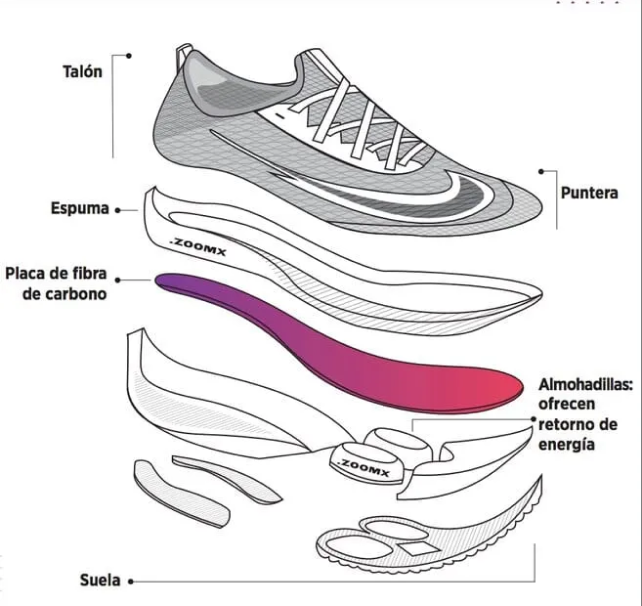 Talón
Puntera
Espuma
.ZOOMX
Placa de fibra
de carbono
Almohadillas:
ofrecen
retorno de
energía
.ZOOMX
Suela